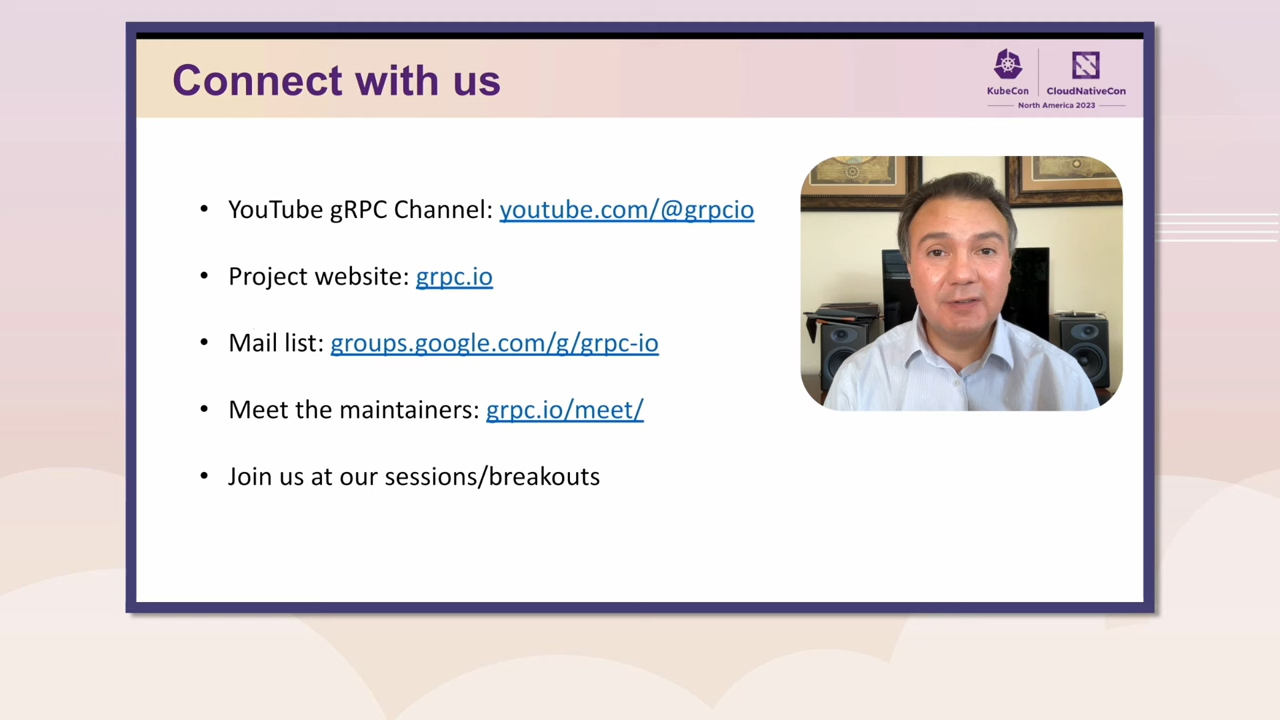 Connect with us
KubeCon
CloudNativeCon
North America 2023
• YouTube gRPC Channel: youtube.com/@grpcio
• Project website: grpc.io
• Mail list: groups.google.com/g/grpc-io
• Meet the maintainers: grpc.io/meet/
• Join us at our sessions/breakouts